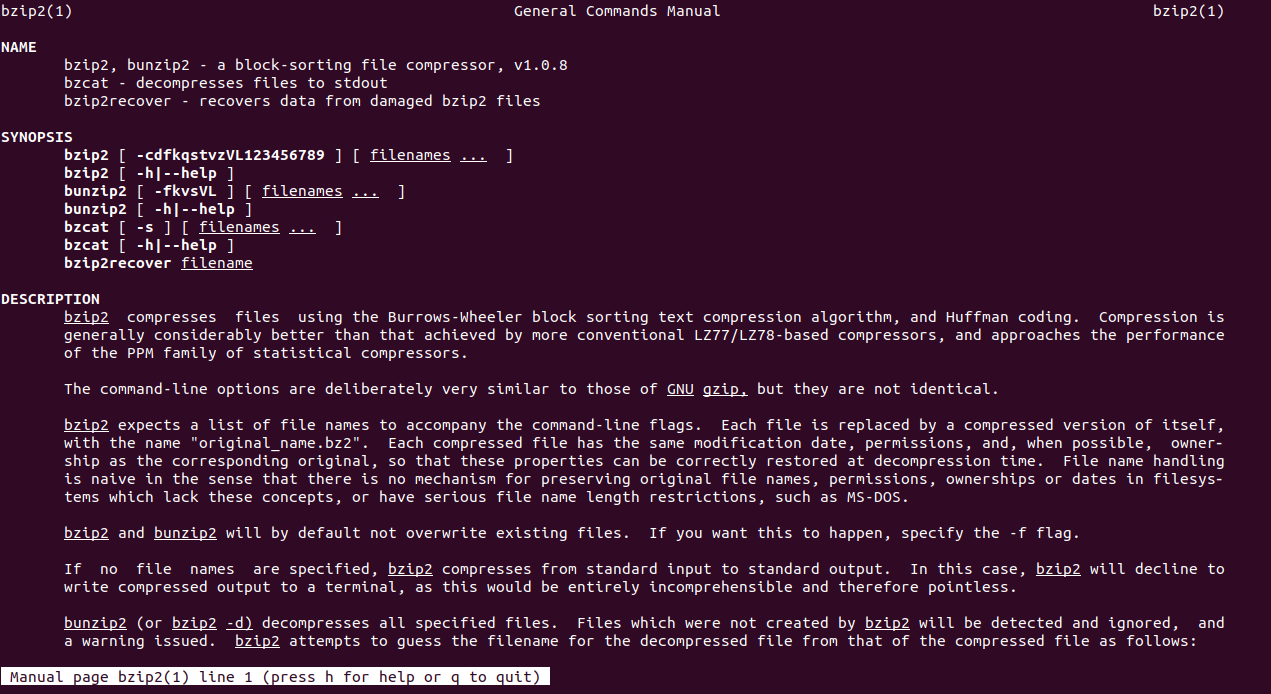 bzip2(1) General Commands Manual bzip2(1)
NAME
bzip2, bunzip2 - a block-sorting file compressor, v1.0.8
bzcat - decompresses files to stdout
bzip2recover - recovers data from damaged bzip2 files
SYNOPSIS
bzip2 [ -cdfkqstvzVL123456789 ] [ filenames ...  ]
bzip2 [ -h|--help ]
bunzip2 [ -fkvsVL ] [ filenames ...  ]
bunzip2 [ -h|--help ]
bzcat [ -s ] [ filenames ...  ]
bzcat [ -h|--help ]
bzip2recover filename
DESCRIPTION
bzip2  compresses  files  using the Burrows-Wheeler block sorting text compression algorithm, and Huffman coding.  Compression is
generally considerably better than that achieved by more conventional LZ77/LZ78-based compressors, and approaches the performance
of the PPM family of statistical compressors.
The command-line options are deliberately very similar to those of GNU gzip, but they are not identical.
bzip2 expects a list of file names to accompany the command-line flags.  Each file is replaced by a compressed version of itself,
with the name "original_name.bz2".  Each compressed file has the same modification date, permissions, and, when possible,  owner-
ship as the corresponding original, so that these properties can be correctly restored at decompression time.  File name handling
is naive in the sense that there is no mechanism for preserving original file names, permissions, ownerships or dates in filesys-
tems which lack these concepts, or have serious file name length restrictions, such as MS-DOS.
bzip2 and bunzip2 will by default not overwrite existing files.  If you want this to happen, specify the -f flag.
If  no  file  names  are specified, bzip2 compresses from standard input to standard output.  In this case, bzip2 will decline to
write compressed output to a terminal, as this would be entirely incomprehensible and therefore pointless.
bunzip2 (or bzip2 -d) decompresses all specified files.  Files which were not created by bzip2 will be detected and ignored,  and
a warning issued.  bzip2 attempts to guess the filename for the decompressed file from that of the compressed file as follows:
Manual page bzip2(1) line 1 (press h for help or q to quit)